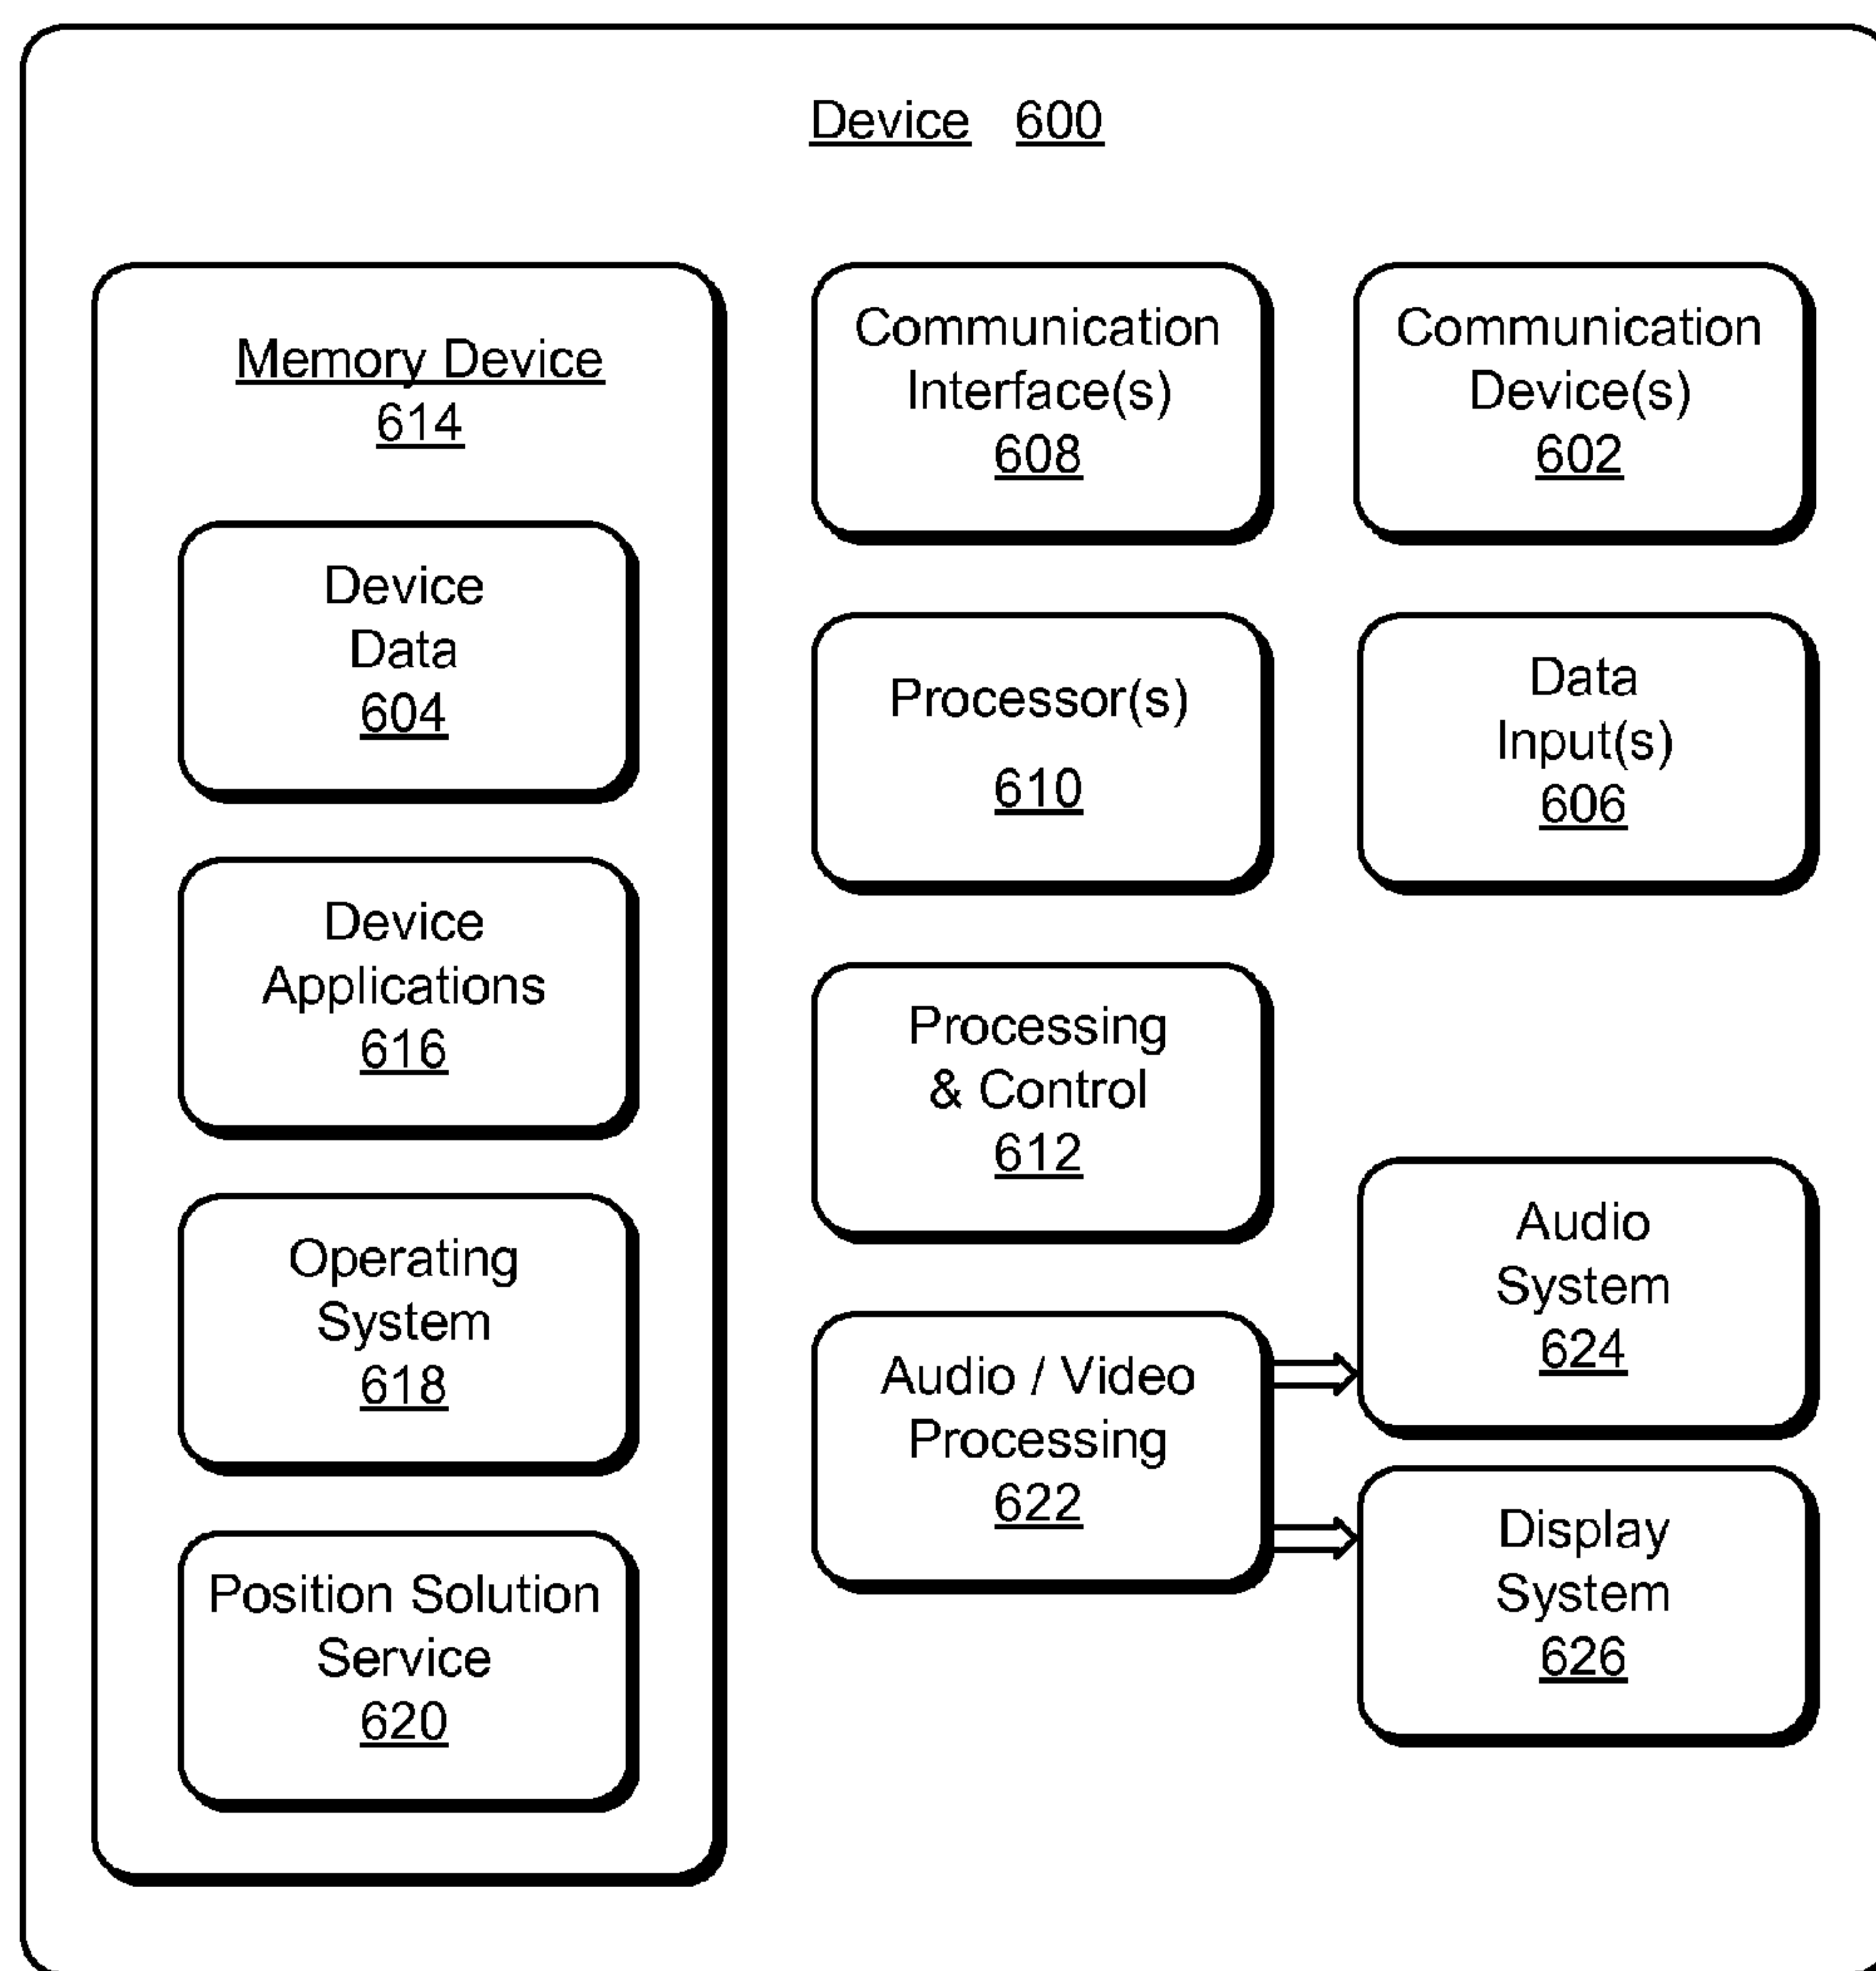 Device 600
Memory Device
614
Device
Data
604
Device
Applications
616
Operating
System
618
Position Solution
Service
620
Communication
Interface(s)
608
Processor(s)
610
Processing
& Control
612
Audio / Video
Processing
622
Communication
Device(s)
602
Data
Input(s)
606
Audio
System
624
Display
System
626